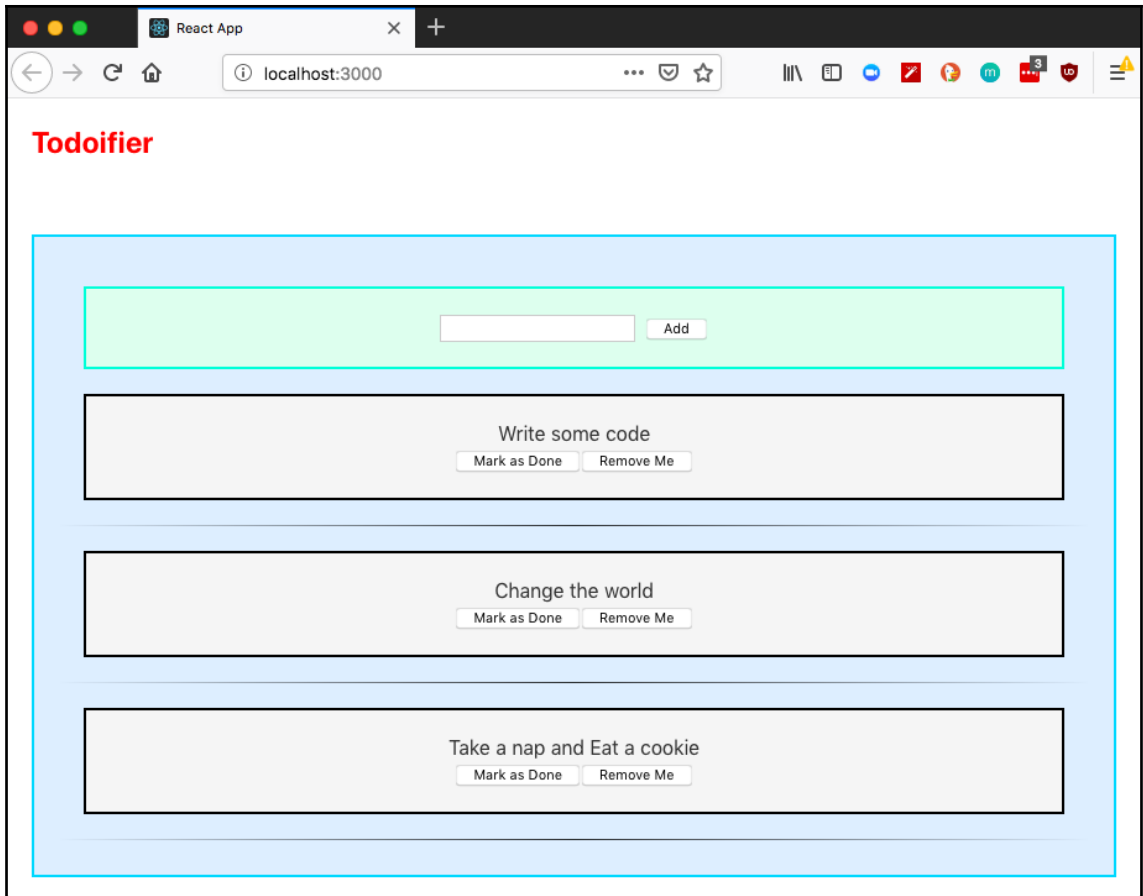 React App
localhost:3000
3
Todoifier
Add
Write some code
Mark as Done Remove Me
Change the world
Mark as Done Remove Me
Take a nap and Eat a cookie
Mark as Done Remove Me